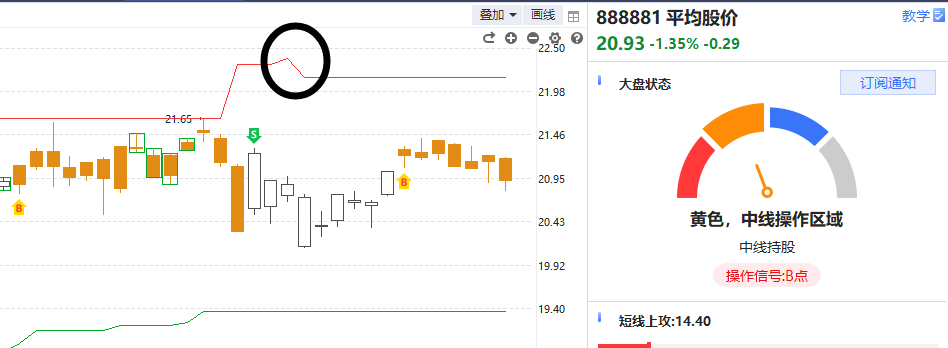 叠加 画线
22.50
21.98
21.65
21.46
S
20.95
B
B
20.43
19.92
19.40
888881 平均股价
教学
20.93 -1.35% -0.29
大盘状态
订阅通知
黄色，中线操作区域
中线持股
操作信号:B点
短线上攻:14.40